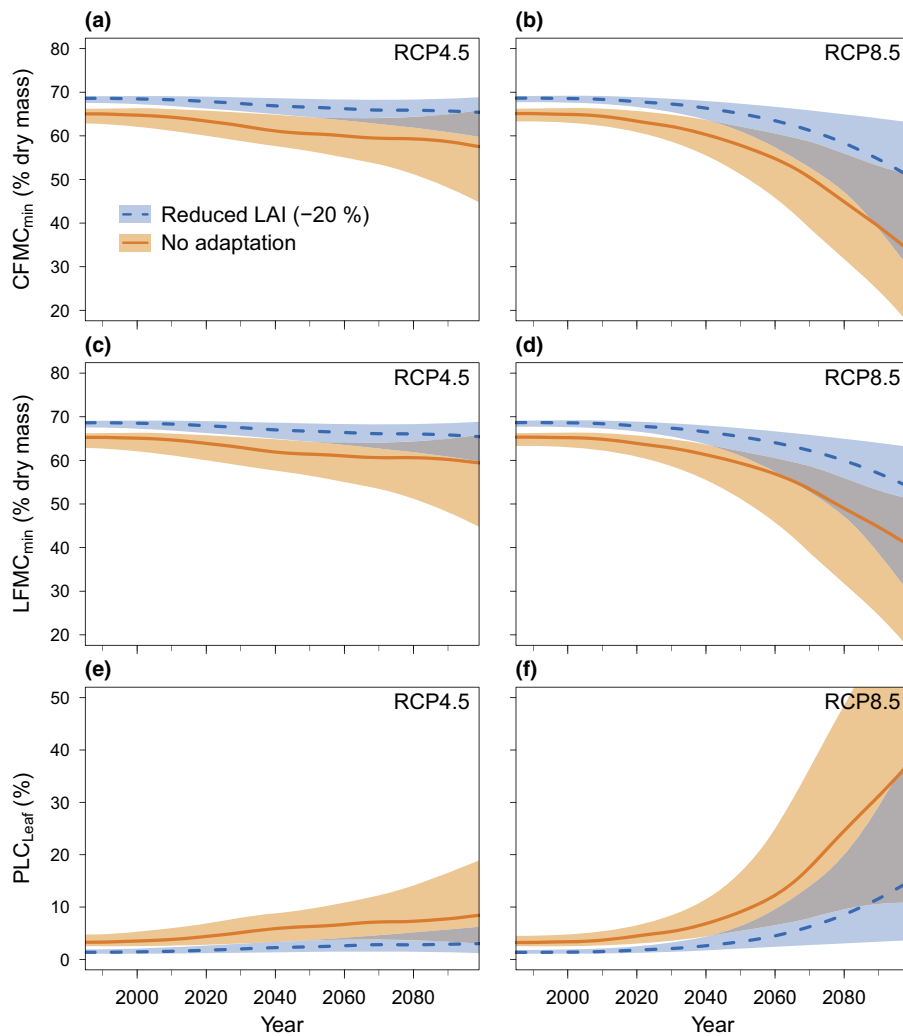 (a)
RCP4.5
CFMCmin (% dry mass)
80
70
60
50
40
30
20
Reduced LAI (−20 %)
No adaptation
(b)
RCP8.5
(c)
RCP4.5
LFMCmin (% dry mass)
80
70
60
50
40
30
20
(d)
RCP8.5
(e)
RCP4.5
PLCLeaf (%)
50
40
30
20
10
0
2000 2020 2040 2060 2080
Year
(f)
RCP8.5
2000 2020 2040 2060 2080
Year